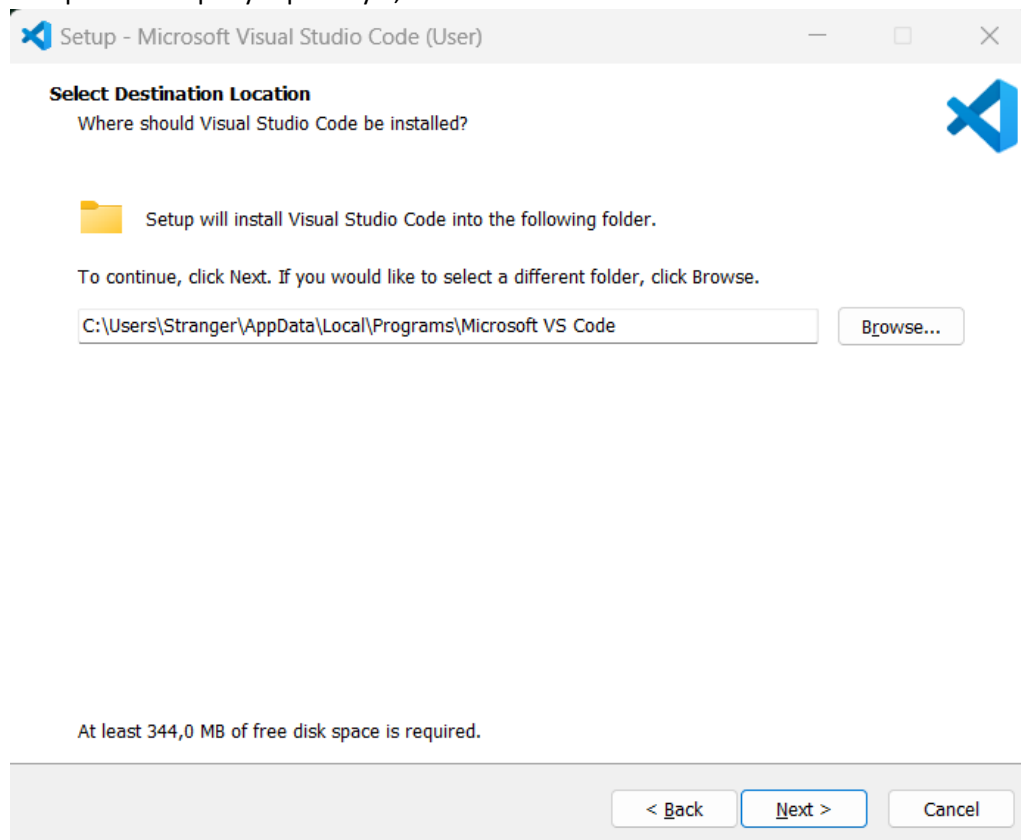 Setup - Microsoft Visual Studio Code (User)
Select Destination Location
Where should Visual Studio Code be installed?
Setup will install Visual Studio Code into the following folder.
To continue, click Next. If you would like to select a different folder, click Browse.
C:\Users\Stranger\AppData\Local\Programs\Microsoft VS Code
Browse...
At least 344,0 MB of free disk space is required.
< Back
Next >
Cancel